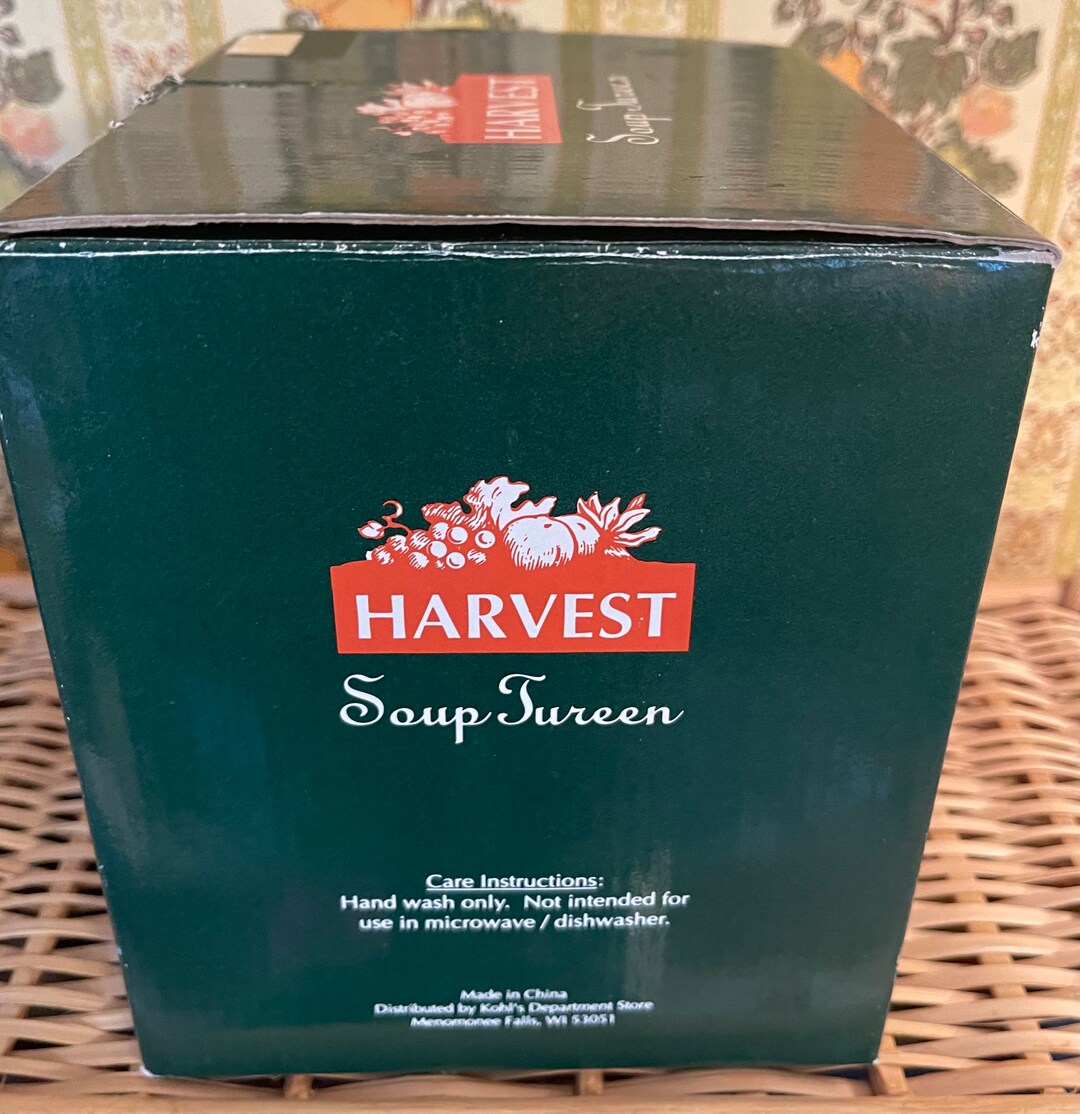 HARVEST
Soup Tureen
HARVEST
Soup Tureen
Care Instructions:
Hand wash only. Not intended for
use in microwave / dishwasher.
Made in China
Distributed by Kohl's Department Store
Menomonee Falls, WI 53051